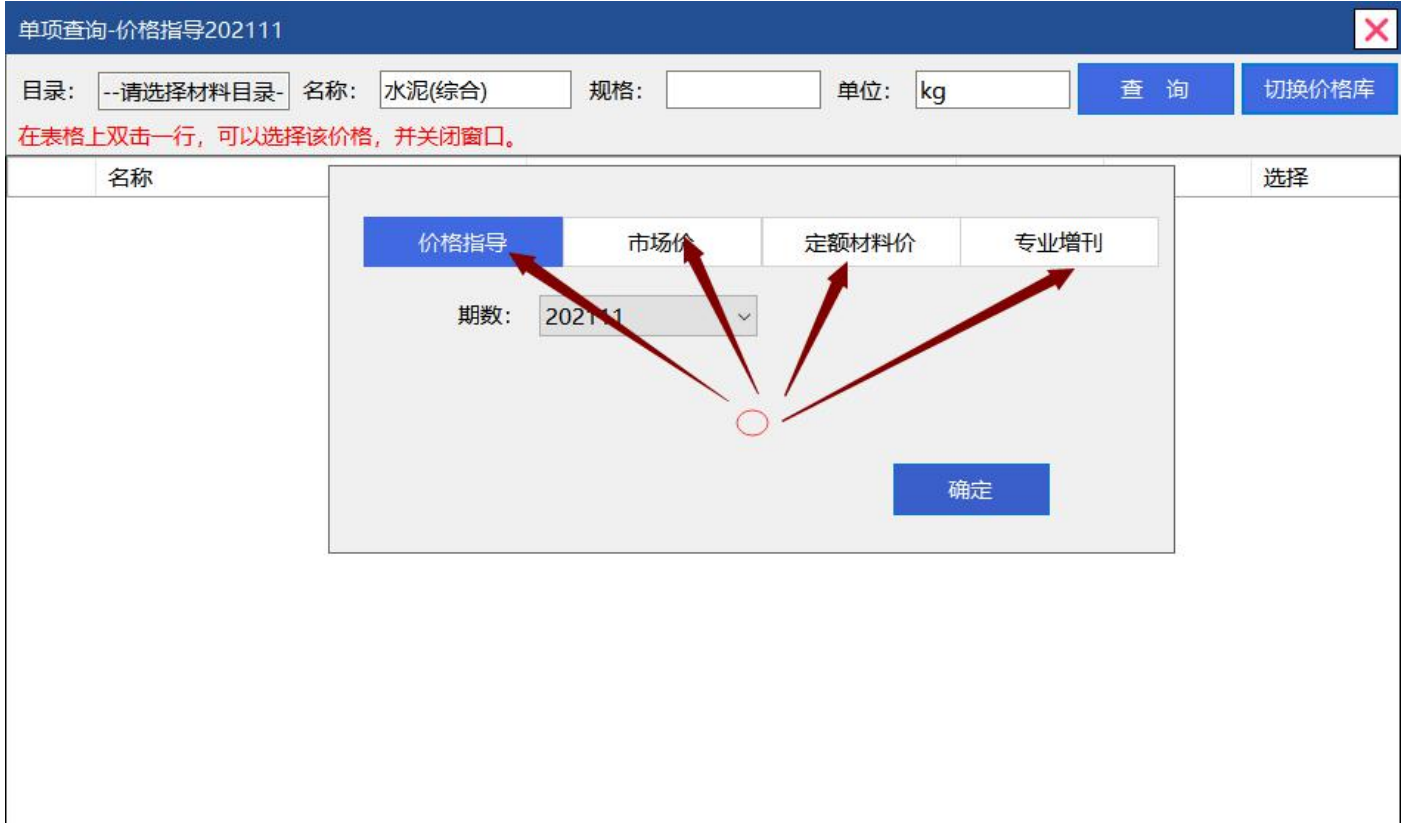 单项查询-价格指导202111
目录： --请选择材料目录- 名称： 水泥(综合) 规格： 单位： kg 查 询 切换价格库
在表格上双击一行，可以选择该价格，并关闭窗口。
名称 选择
价格指导 市场价 定额材料价 专业增刊
期数： 202111
确定